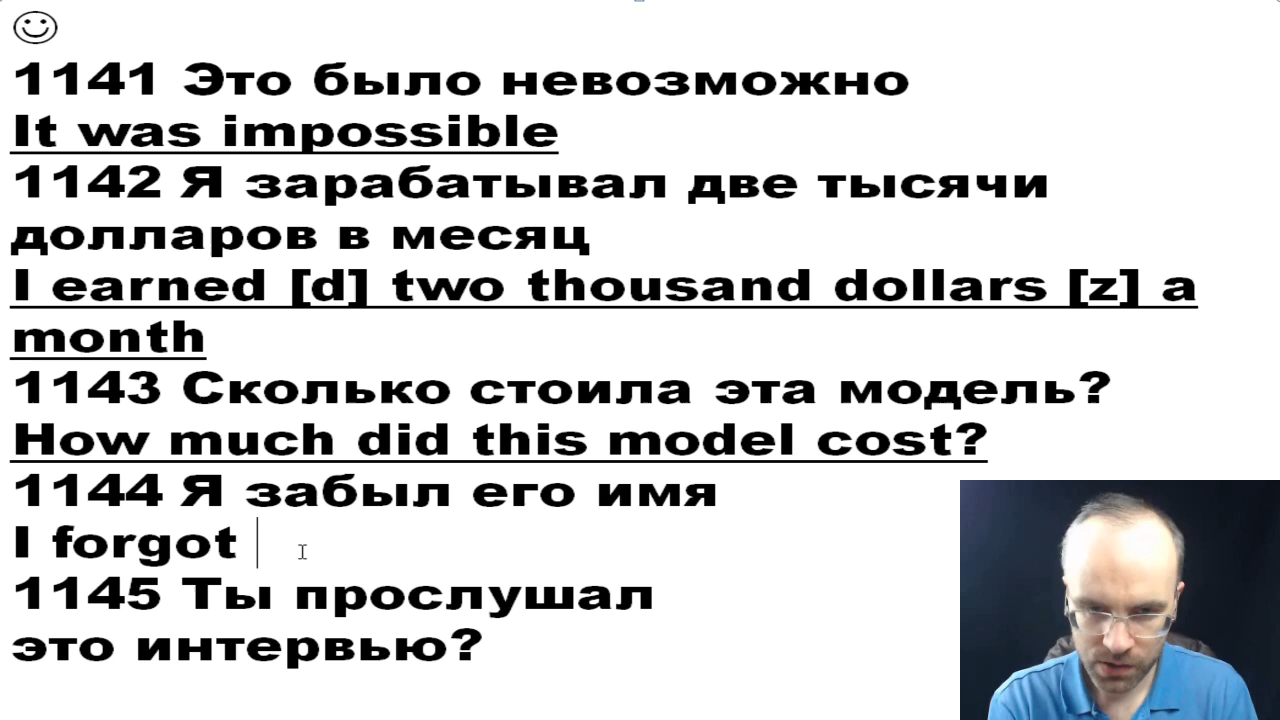 1141 Это было невозможно
It was impossible
1142 Я зарабатывал две тысячи
долларов в месяц
I earned [d] two thousand dollars [z] a
month
1143 Сколько стоила эта модель?
How much did this model cost?
1144 Я забыл его имя
I forgot
1145 Ты прослушал
это интервью?